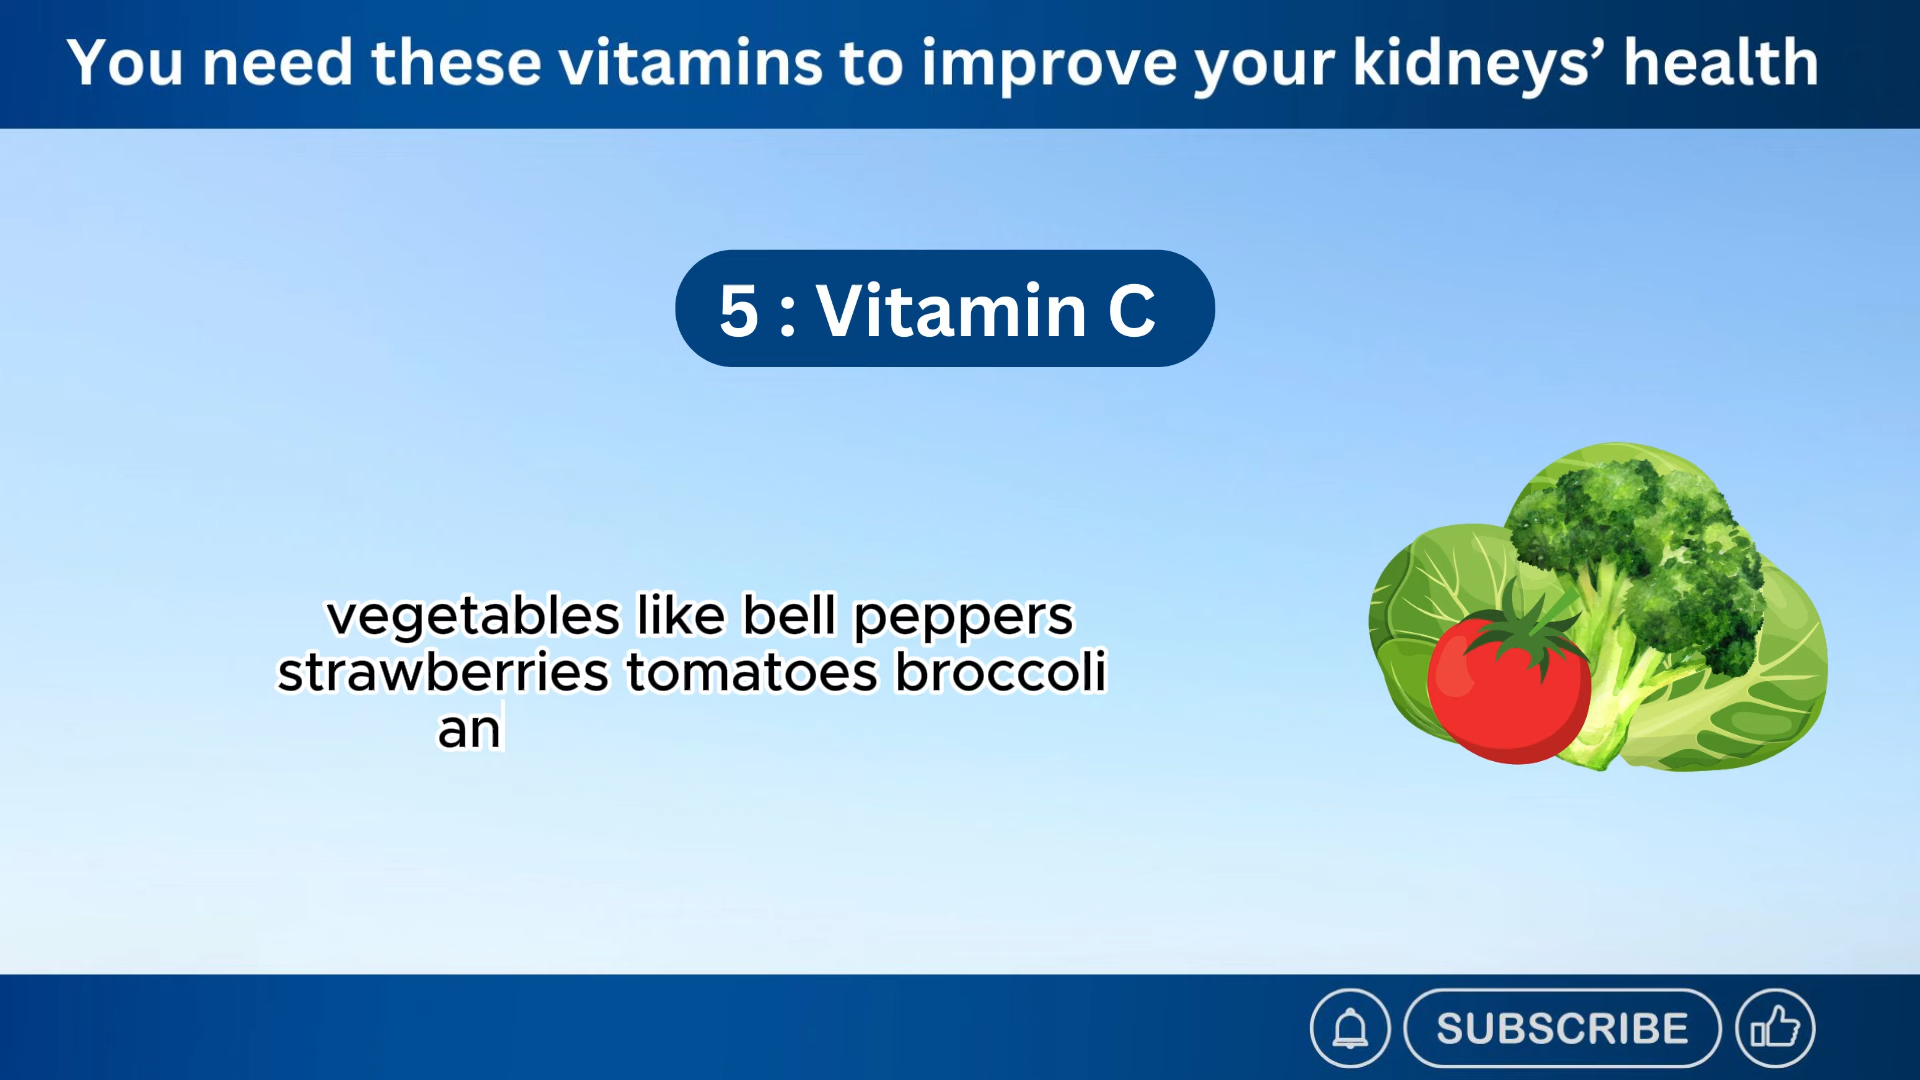 You need these vitamins to improve your kidneys’ health
5 : Vitamin C
vegetables like bell peppers
strawberries tomatoes broccoli
an
SUBSCRIBE